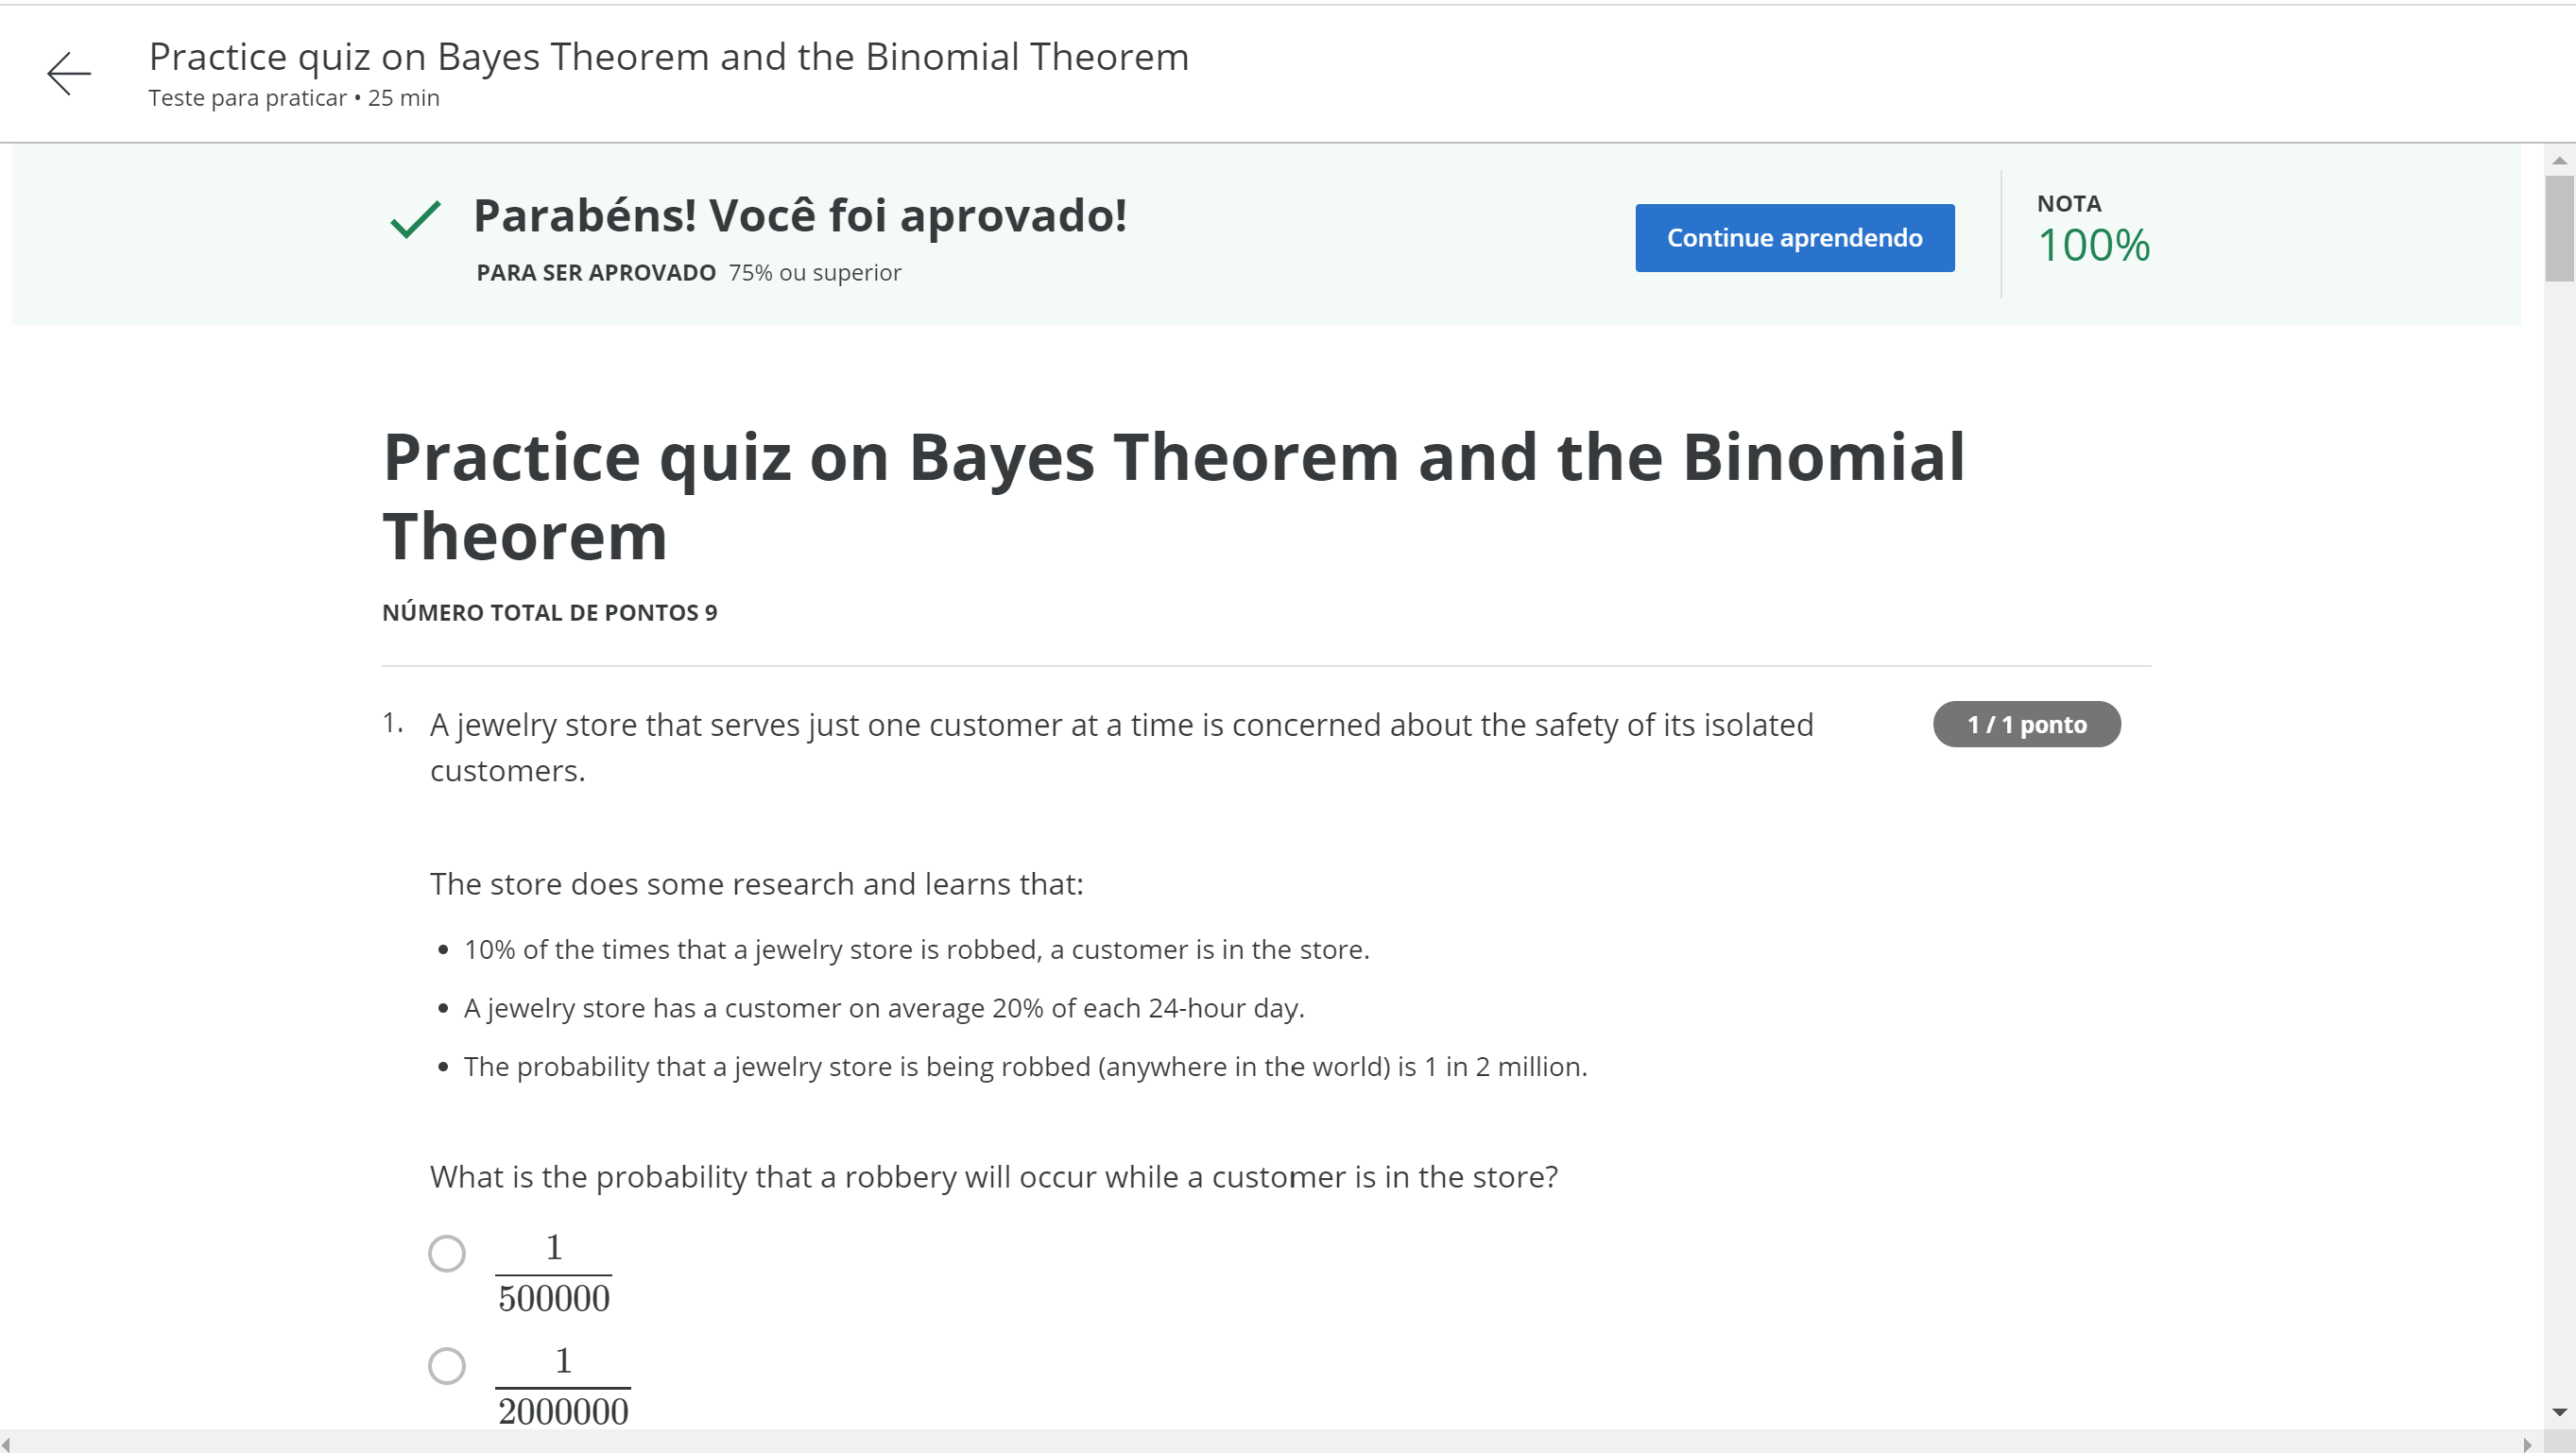 Practice quiz on Bayes Theorem and the Binomial Theorem
Teste para praticar • 25 min
Parabéns! Você foi aprovado!
PARA SER APROVADO 75% ou superior
Continue aprendendo
NOTA
100%
Practice quiz on Bayes Theorem and the Binomial
Theorem
NÚMERO TOTAL DE PONTOS 9
1. A jewelry store that serves just one customer at a time is concerned about the safety of its isolated
customers.
1 / 1 ponto
The store does some research and learns that:
• 10% of the times that a jewelry store is robbed, a customer is in the store.
• A jewelry store has a customer on average 20% of each 24-hour day.
• The probability that a jewelry store is being robbed (anywhere in the world) is 1 in 2 million.
What is the probability that a robbery will occur while a customer is in the store?
1
500000
1
2000000